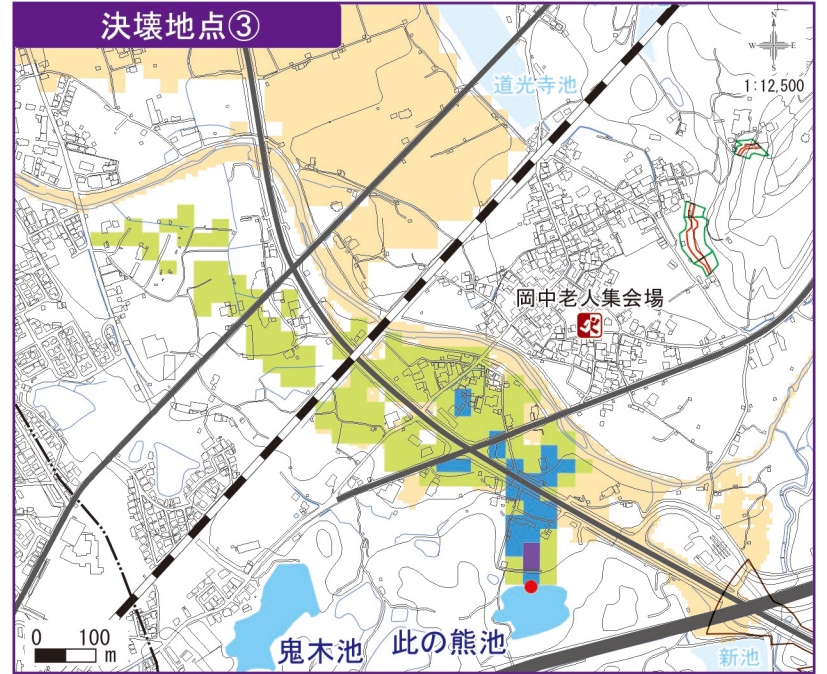 決壊地点③
N
W E
S
1:12,500
道光寺池
岡中老人集会場
0 100
m
鬼木池
此の熊池
新池